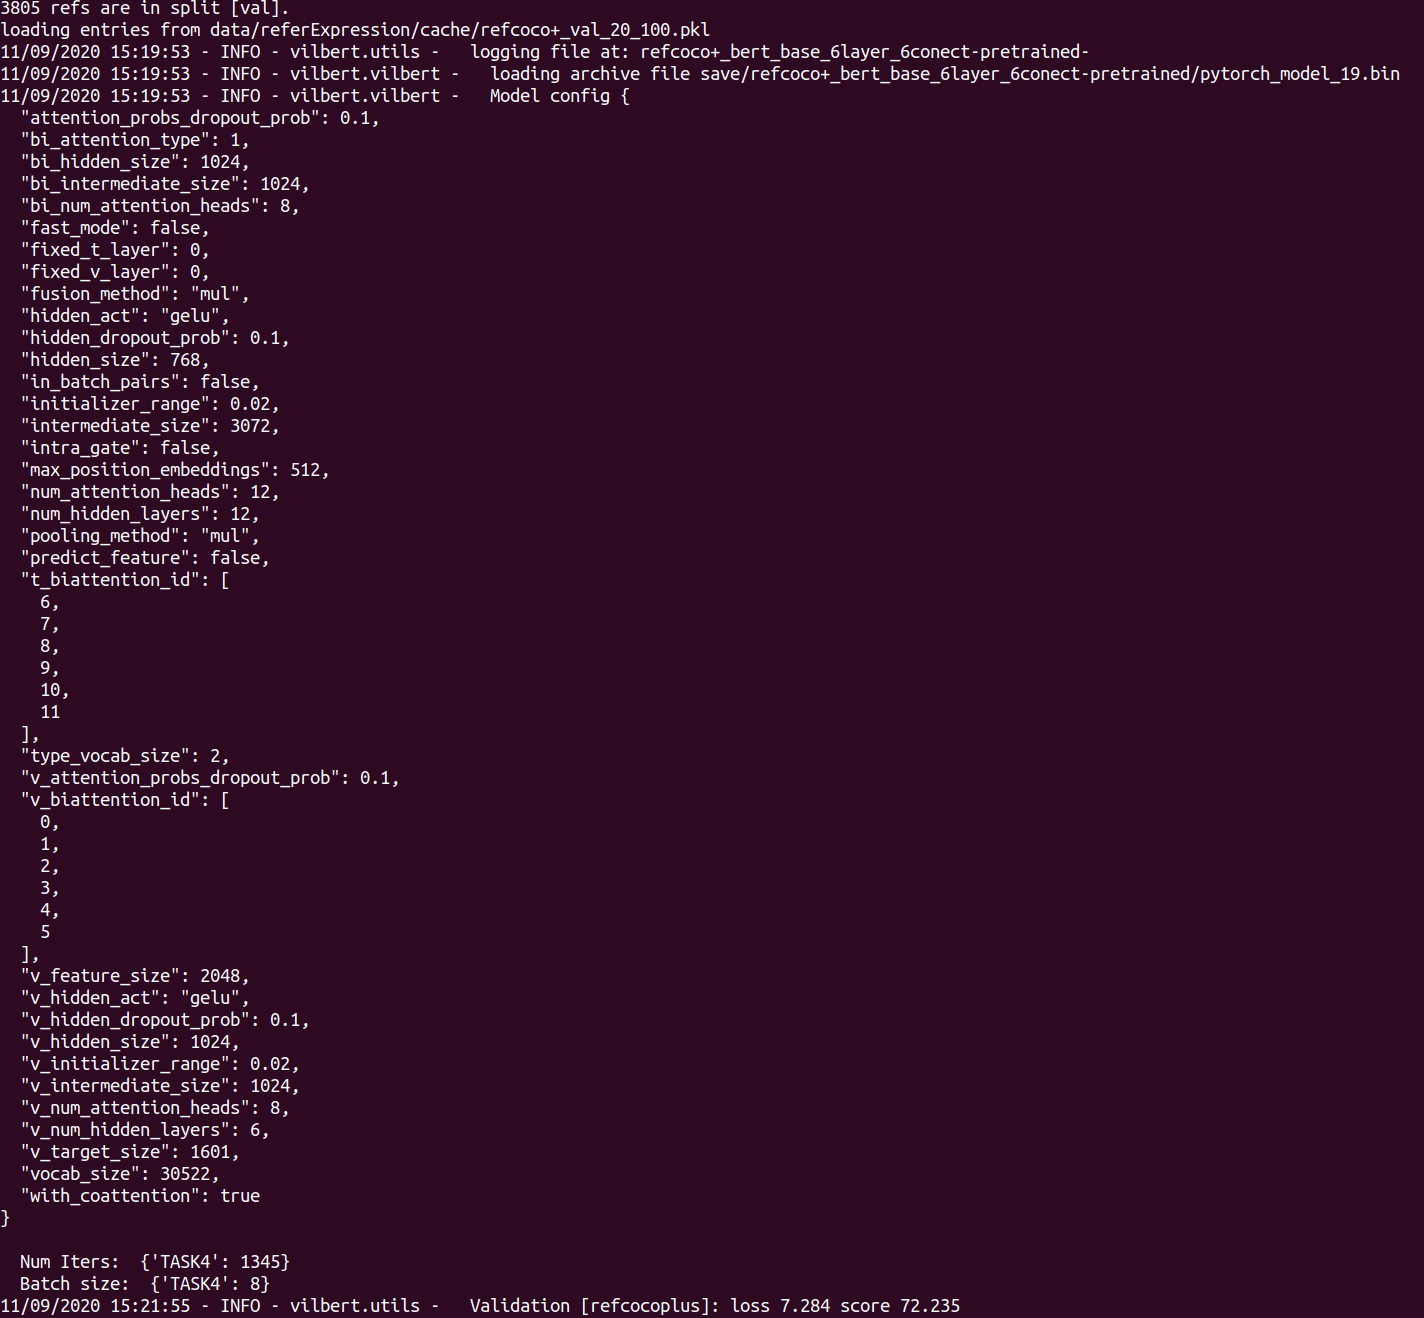 3805 refs are in split [val].
loading entries from data/referExpression/cache/refcoco+_val_20_100.pkl
11/09/2020 15:19:53 - INFO - vilbert.utils -   logging file at: refcoco+_bert_base_6layer_6conect-pretrained-
11/09/2020 15:19:53 - INFO - vilbert.vilbert -   loading archive file save/refcoco+_bert_base_6layer_6conect-pretrained/pytorch_model_19.bin
11/09/2020 15:19:53 - INFO - vilbert.vilbert -   Model config {
  "attention_probs_dropout_prob": 0.1,
  "bi_attention_type": 1,
  "bi_hidden_size": 1024,
  "bi_intermediate_size": 1024,
  "bi_num_attention_heads": 8,
  "fast_mode": false,
  "fixed_t_layer": 0,
  "fixed_v_layer": 0,
  "fusion_method": "mul",
  "hidden_act": "gelu",
  "hidden_dropout_prob": 0.1,
  "hidden_size": 768,
  "in_batch_pairs": false,
  "initializer_range": 0.02,
  "intermediate_size": 3072,
  "intra_gate": false,
  "max_position_embeddings": 512,
  "num_attention_heads": 12,
  "num_hidden_layers": 12,
  "pooling_method": "mul",
  "predict_feature": false,
  "t_biattention_id": [
    6,
    7,
    8,
    9,
    10,
    11
  ],
  "type_vocab_size": 2,
  "v_attention_probs_dropout_prob": 0.1,
  "v_biattention_id": [
    0,
    1,
    2,
    3,
    4,
    5
  ],
  "v_feature_size": 2048,
  "v_hidden_act": "gelu",
  "v_hidden_dropout_prob": 0.1,
  "v_hidden_size": 1024,
  "v_initializer_range": 0.02,
  "v_intermediate_size": 1024,
  "v_num_attention_heads": 8,
  "v_num_hidden_layers": 6,
  "v_target_size": 1601,
  "vocab_size": 30522,
  "with_coattention": true
}
  Num Iters:  {'TASK4': 1345}
  Batch size:  {'TASK4': 8}
11/09/2020 15:21:55 - INFO - vilbert.utils -   Validation [refcocoplus]: loss 7.284 score 72.235